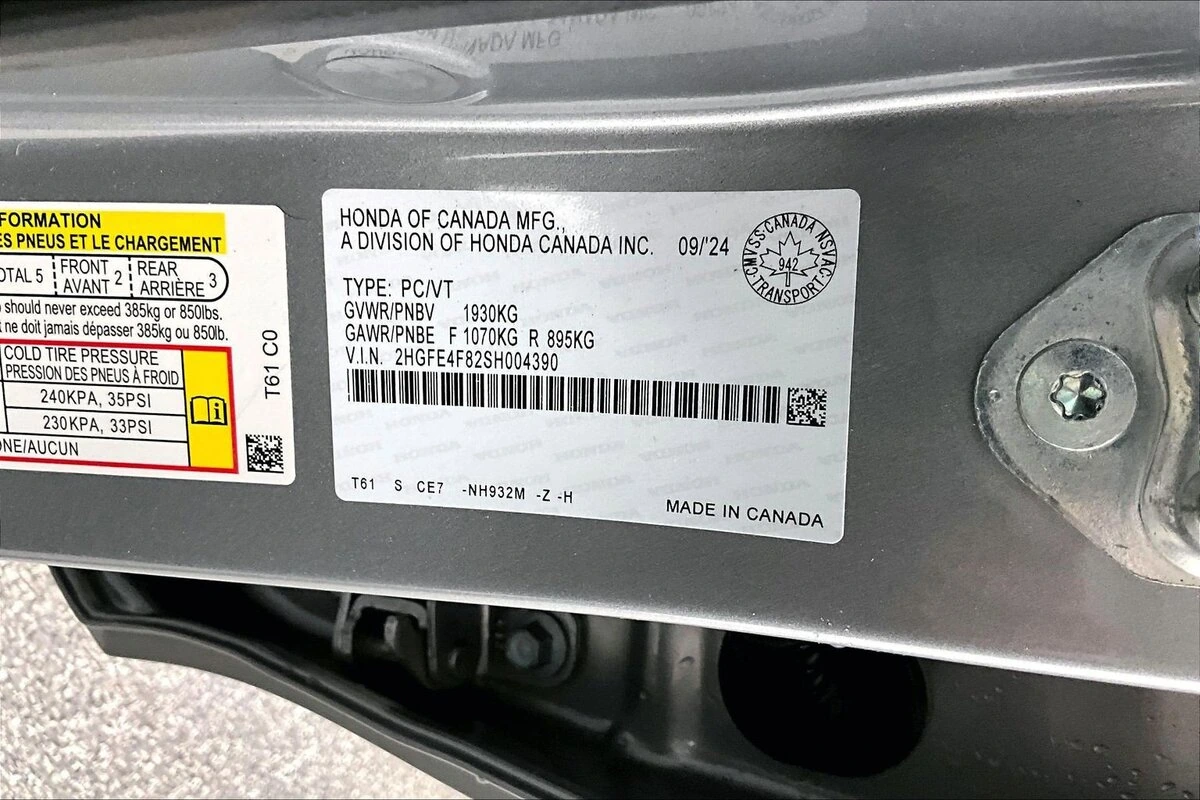 FORMATION
ES PNEUS ET LE CHARGEMENT
OTAL 5 FRONT AVANT 2 REAR ARRIÈRE 3
should never exceed 385kg or 850lbs.
ne doit jamais dépasser 385kg ou 850lb.
COLD TIRE PRESSURE
PRESSION DES PNEUS À FROID
240KPA, 35PSI
230KPA, 33PSI
ONE/AUCUN
T61 C0
HONDA OF CANADA MFG.,
A DIVISION OF HONDA CANADA INC. 09/'24
CMVSS·CANADA NSVAC·TRANSPORT
942
TYPE: PC/VT
GVWR/PNBV 1930KG
GAWR/PNBE F 1070KG R 895KG
V.I.N. 2HGFE4F82SH004390
T61 S CE7 -NH932M -Z -H
MADE IN CANADA